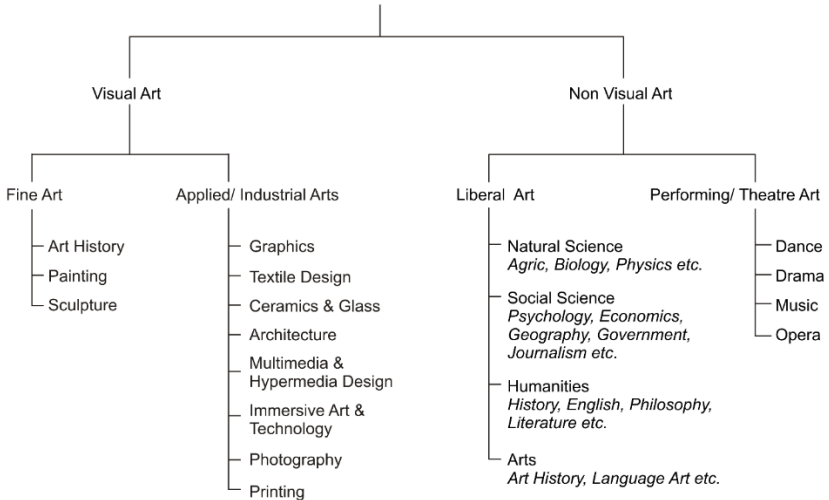 Visual Art
Non Visual Art
Fine Art
Applied/ Industrial Arts
Liberal Art
Performing/ Theatre Art
Art History
Painting
Sculpture
Graphics
Textile Design
Ceramics & Glass
Architecture
Multimedia &
Hypermedia Design
Immersive Art &
Technology
Photography
Printing
Natural Science
Agric, Biology, Physics etc.
Social Science
Psychology, Economics,
Geography, Government,
Journalism etc.
Humanities
History, English, Philosophy,
Literature etc.
Arts
Art History, Language Art etc.
Dance
Drama
Music
Opera